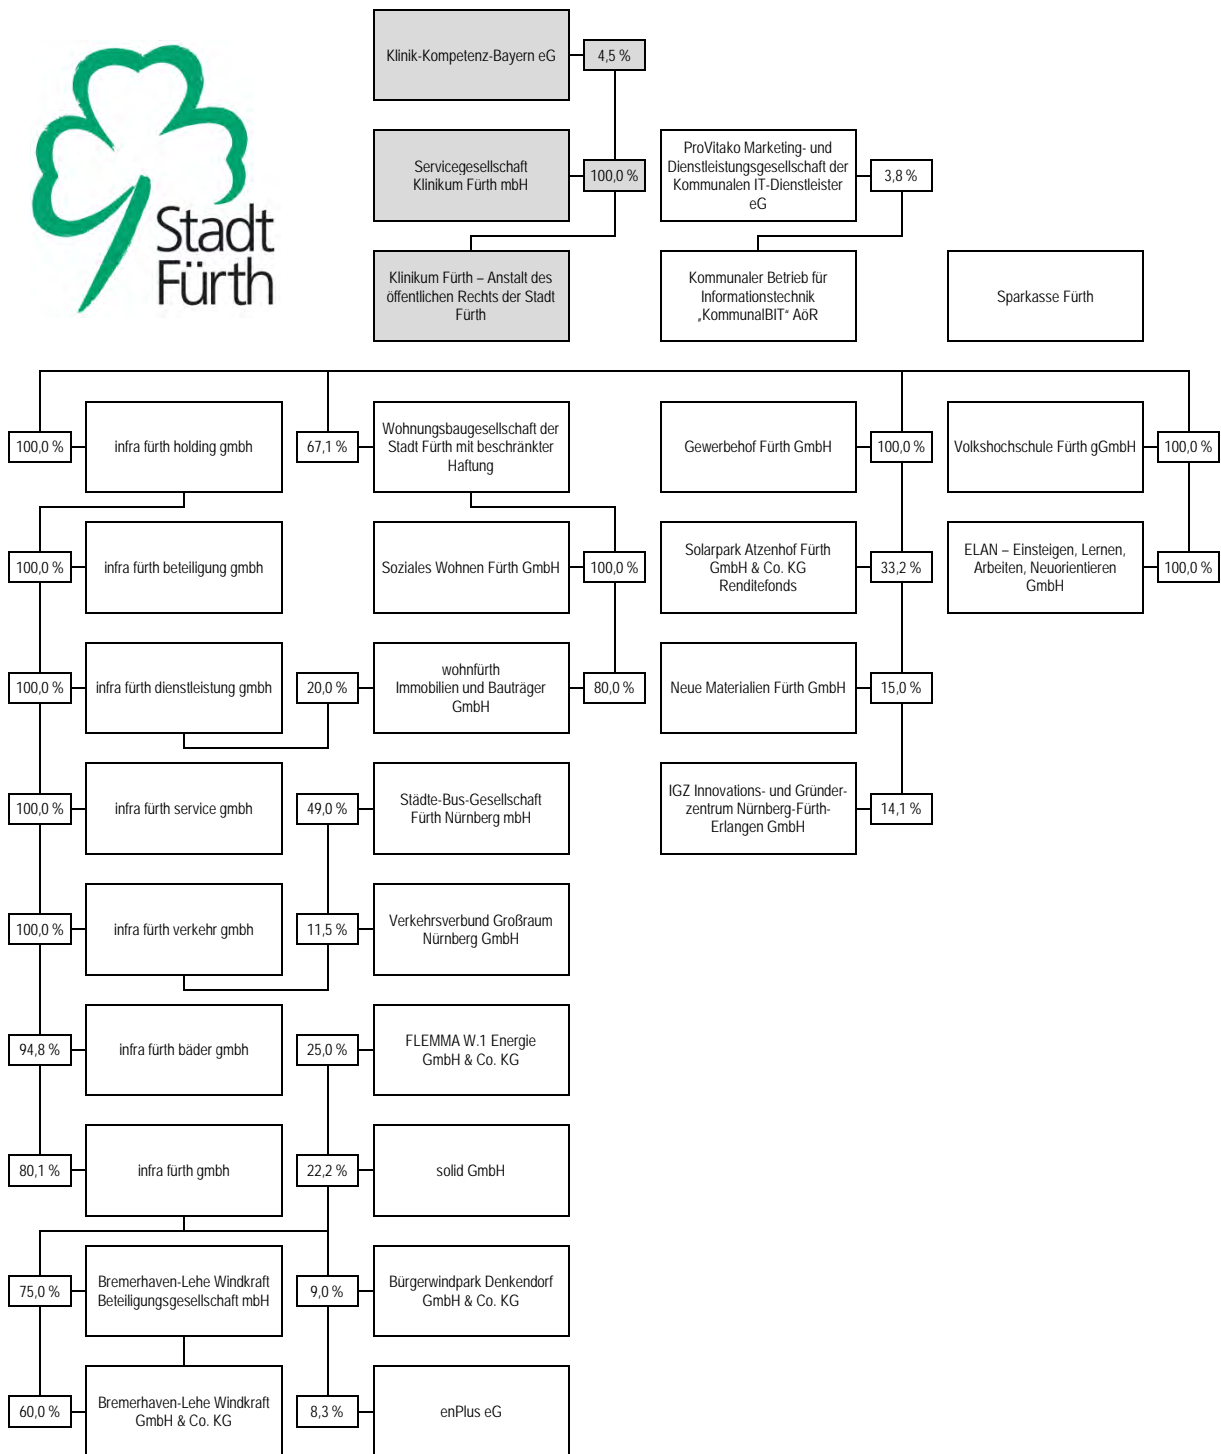 Stadt
Fürth
Klinik-Kompetenz-Bayern eG
4,5 %
Servicegesellschaft
Klinikum Fürth mbH
100,0 %
ProVitako Marketing- und
Dienstleistungsgesellschaft der
Kommunalen IT-Dienstleister
eG
3,8 %
Klinikum Fürth – Anstalt des
öffentlichen Rechts der Stadt
Fürth
Kommunaler Betrieb für
Informationstechnik
„KommunalBIT“ AöR
Sparkasse Fürth
100,0 %
infra fürth holding gmbh
67,1 %
Wohnungsbaugesellschaft der
Stadt Fürth mit beschränkter
Haftung
Gewerbehof Fürth GmbH
100,0 %
Volkshochschule Fürth gGmbH
100,0 %
100,0 %
infra fürth beteiligung gmbh
Soziales Wohnen Fürth GmbH
100,0 %
Solarpark Atzenhof Fürth
GmbH & Co. KG
Renditefonds
33,2 %
ELAN – Einsteigen, Lernen,
Arbeiten, Neuorientieren
GmbH
100,0 %
100,0 %
infra fürth dienstleistung gmbh
20,0 %
wohnfürth
Immobilien und Bauträger
GmbH
80,0 %
Neue Materialien Fürth GmbH
15,0 %
100,0 %
infra fürth service gmbh
49,0 %
Städte-Bus-Gesellschaft
Fürth Nürnberg mbH
IGZ Innovations- und Gründer-
zentrum Nürnberg-Fürth-
Erlangen GmbH
14,1 %
100,0 %
infra fürth verkehr gmbh
11,5 %
Verkehrsverbund Großraum
Nürnberg GmbH
94,8 %
infra fürth bäder gmbh
25,0 %
FLEMMA W.1 Energie
GmbH & Co. KG
80,1 %
infra fürth gmbh
22,2 %
solid GmbH
75,0 %
Bremerhaven-Lehe Windkraft
Beteiligungsgesellschaft mbH
9,0 %
Bürgerwindpark Denkendorf
GmbH & Co. KG
60,0 %
Bremerhaven-Lehe Windkraft
GmbH & Co. KG
8,3 %
enPlus eG